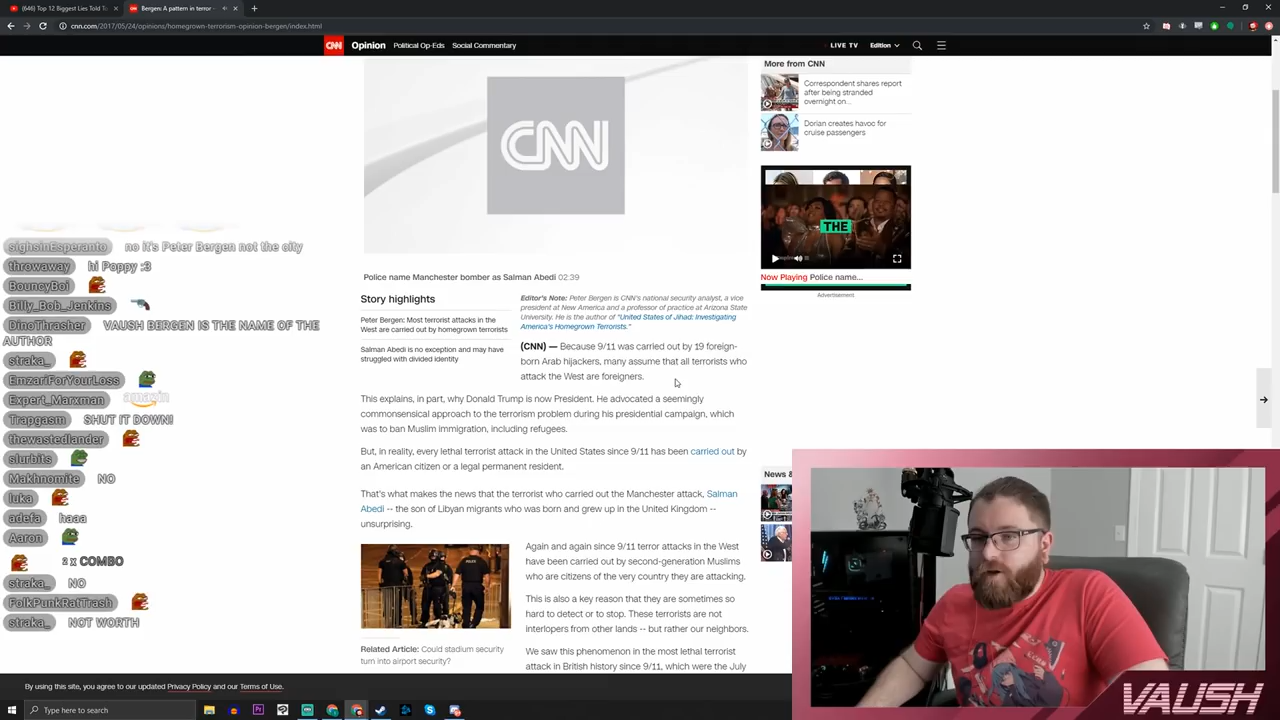 (646) Top 12 Biggest Lies Told T
Bergen: A pattern in terror
cnn.com/2017/05/24/opinions/homegrown-terrorism-bergen/index.html
CNN Opinion Political Op-Eds Social Commentary LIVE TV Edition
CNN
Police name Manchester bomber as Salman Abedi 02:39
Story highlights
Peter Bergen: Most terrorist attacks in the
West are carried out by homegrown terrorists
Salman Abedi is no exception and may have
struggled with divided identity
Editor's Note: Peter Bergen is CNN's national security analyst, a vice
president at New America and a professor of practice at Arizona State
University. He is the author of "United States of Jihad: Investigating
America's Homegrown Terrorists."
(CNN) — Because 9/11 was carried out by 19 foreign-
born Arab hijackers, many assume that all terrorists who
attack the West are foreigners.
This explains, in part, why Donald Trump is now President. He advocated a seemingly
commonsensical approach to the terrorism problem during his presidential campaign, which
was to ban Muslim immigration, including refugees.
But, in reality, every lethal terrorist attack in the United States since 9/11 has been carried out by
an American citizen or a legal permanent resident.
That's what makes the news that the terrorist who carried out the Manchester attack, Salman
Abedi -- the son of Libyan migrants who was born and grew up in the United Kingdom --
unsurprising.
Again and again since 9/11 terror attacks in the West
have been carried out by second-generation Muslims
who are citizens of the very country they are attacking.
This is also a key reason that they are sometimes so
hard to detect or to stop. These terrorists are not
interlopers from other lands -- but rather our neighbors.
We saw this phenomenon in the most lethal terrorist
attack in British history since 9/11, which were the July
POLICE
Related Article: Could stadium security
turn into airport security?
More from CNN
Correspondent shares report
after being stranded
overnight on...
Dorian creates havoc for
cruise passengers
THE
Now Playing Police name...
Advertisement
News &
sighsinEsperanto no it's Peter Bergen not the city
throwaway hi Poppy :3
BonesyBoi
Du_Bob_Jenkins
BoyThrasher VAUSH BERGEN IS THE NAME OF THE
AUTHOR
straka_
EmzariForYourLoss
Expert_Marxman amazin
Trapgasm SHUT IT DOWN!
thewastedlander
struots
Makhnomite NO
luka_
adefa haaa
Aaron
2 x COMBO
straka_ NO
FolkPunkRatTrash
straka_ NOT WORTH
By using this site, you agree to our updated Privacy Policy and our Terms of Use.
Type here to search
VAUSH